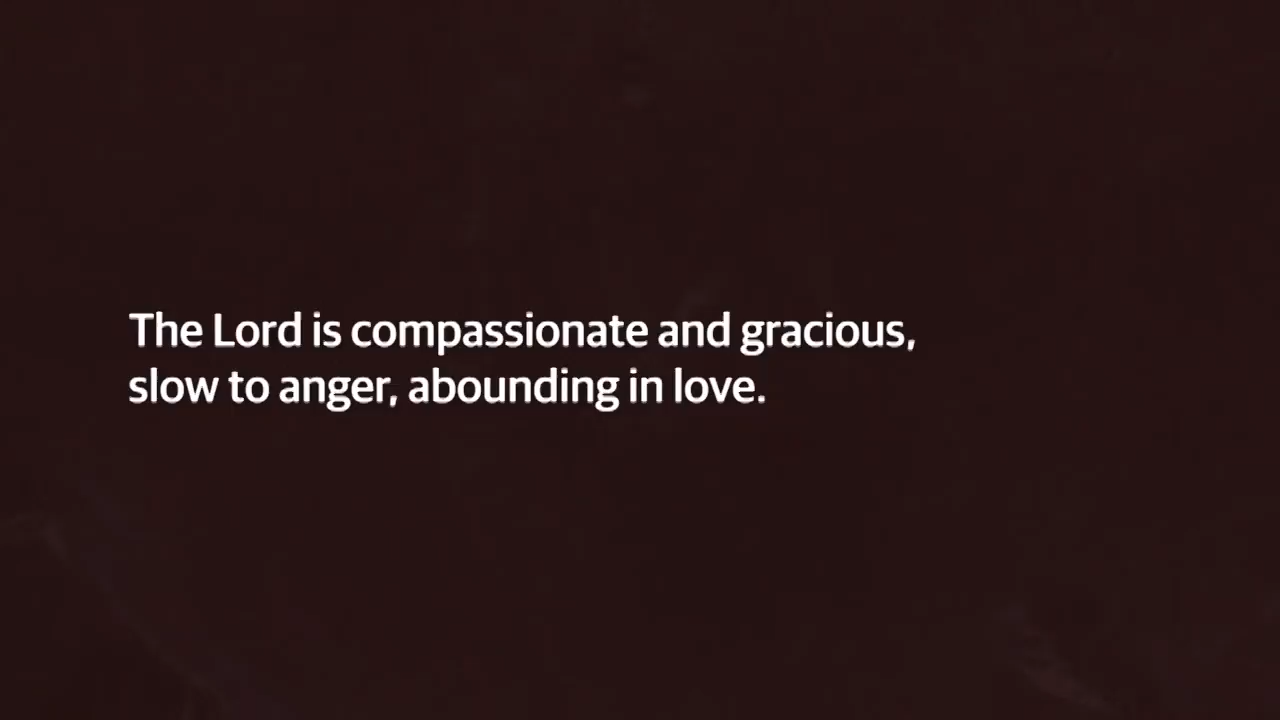 The Lord is compassionate and gracious,
slow to anger, abounding in love.